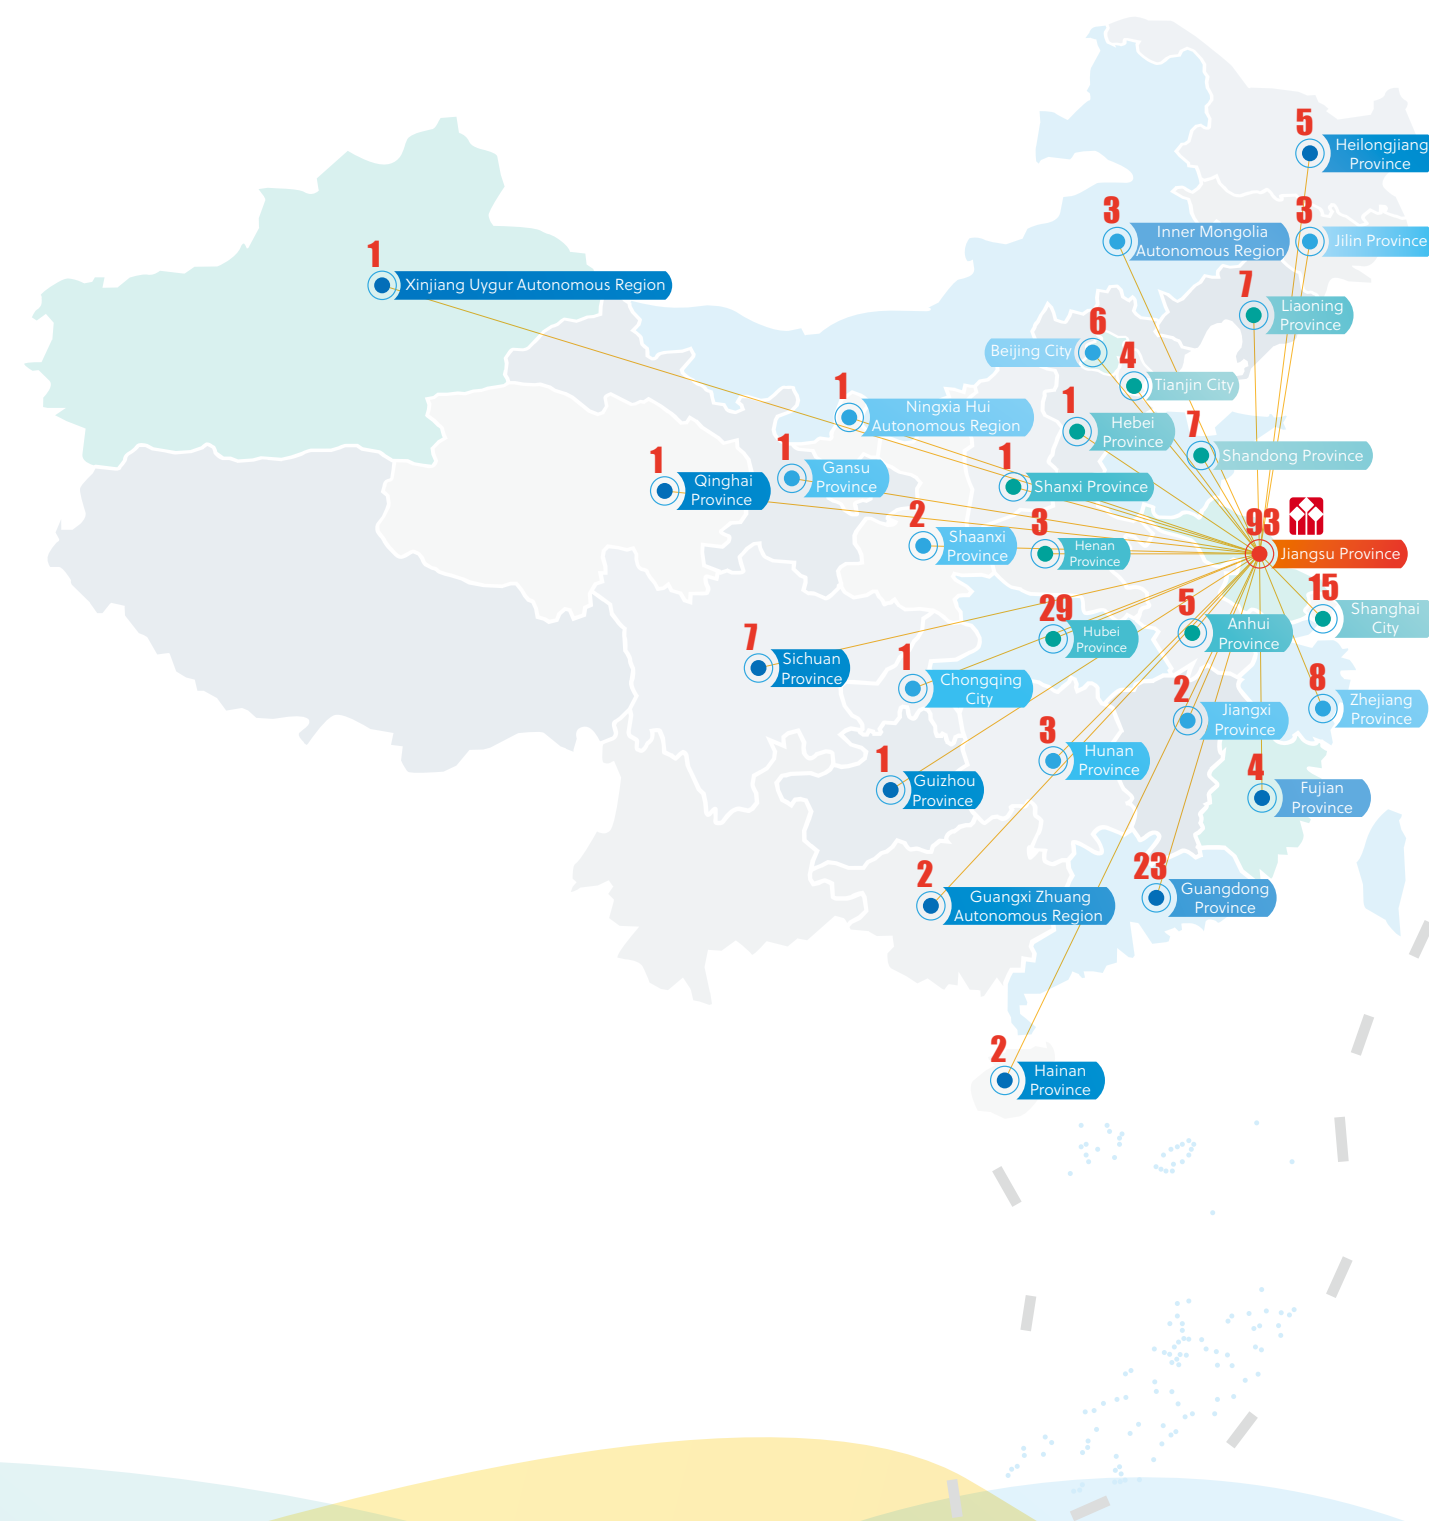 5
Heilongjiang
Province
3
Inner Mongolia
Autonomous Region
3
Jilin Province
1
Xinjiang Uygur Autonomous Region
7
Liaoning
Province
6
Beijing City
4
Tianjin City
1
Ningxia Hui
Autonomous Region
1
Hebei
Province
7
Shandong Province
1
Qinghai
Province
1
Gansu
Province
1
Shanxi Province
2
Shaanxi
Province
3
Henan
Province
93
Jiangsu Province
15
Shanghai
City
29
Hubei
Province
5
Anhui
Province
7
Sichuan
Province
1
Chongqing
City
2
Jiangxi
Province
8
Zhejiang
Province
3
Hunan
Province
1
Guizhou
Province
4
Fujian
Province
2
Guangxi Zhuang
Autonomous Region
23
Guangdong
Province
2
Hainan
Province